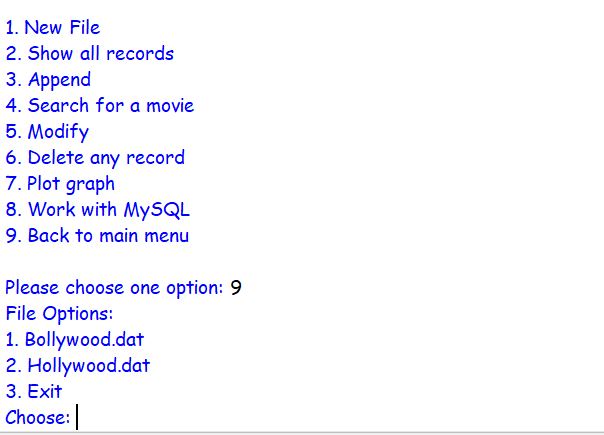 1. New File
2. Show all records
3. Append
4. Search for a movie
5. Modify
6. Delete any record
7. Plot graph
8. Work with MySQL
9. Back to main menu
Please choose one option: 9
File Options:
1. Bollywood.dat
2. Hollywood.dat
3. Exit
Choose: